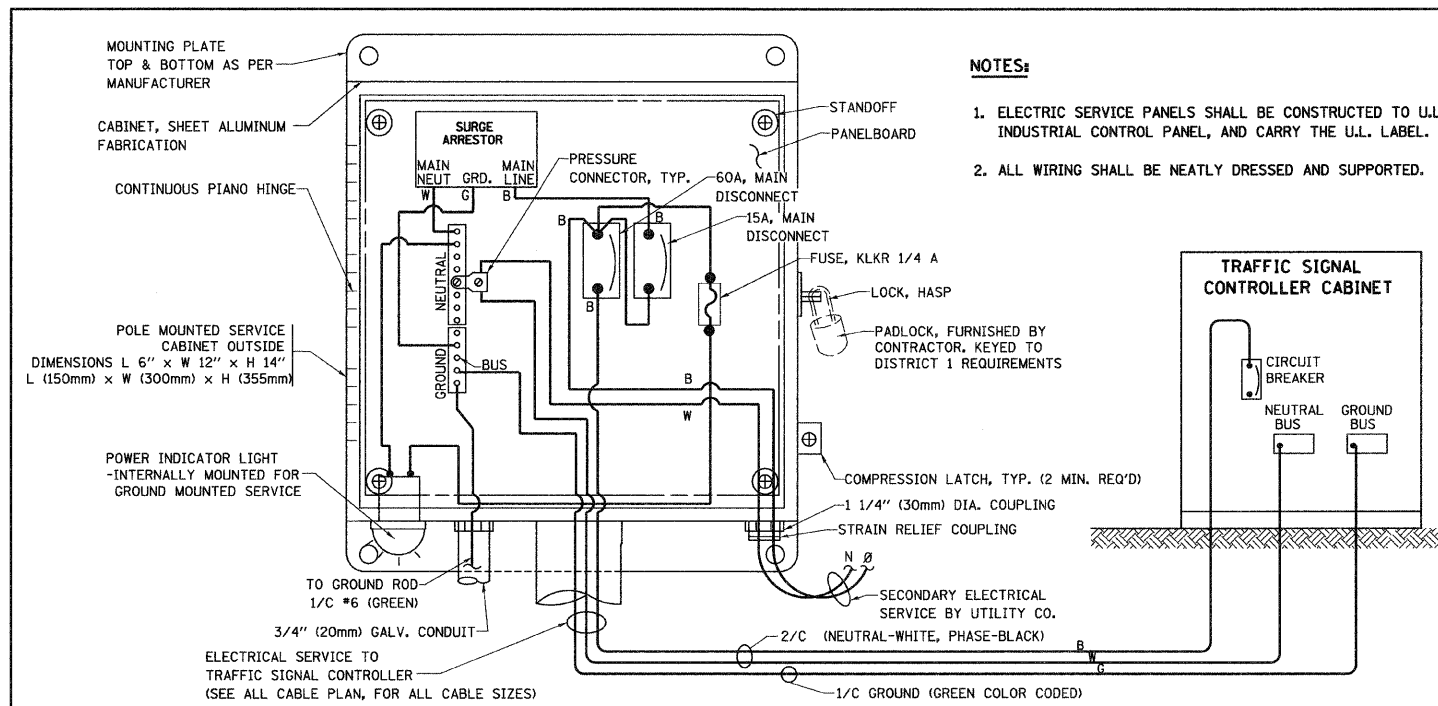 MOUNTING PLATE
TOP & BOTTOM AS PER
MANUFACTURER
CABINET, SHEET ALUMINUM
FABRICATION
CONTINUOUS PIANO HINGE
POLE MOUNTED SERVICE
CABINET OUTSIDE
DIMENSIONS L 6" x W 12" x H 14"
L (150mm) x W (300mm) x H (355mm)
POWER INDICATOR LIGHT
-INTERNALLY MOUNTED FOR
GROUND MOUNTED SERVICE
SURGE
ARRESTOR
MAIN
NEUT
GRD.
MAIN
LINE
W
G
B
NEUTRAL
GROUND
BUS
PRESSURE
CONNECTOR, TYP.
B
B
B
B
W
STANDOFF
PANELBOARD
60A, MAIN
DISCONNECT
15A, MAIN
DISCONNECT
FUSE, KLKR 1/4 A
LOCK, HASP
PADLOCK, FURNISHED BY
CONTRACTOR. KEYED TO
DISTRICT 1 REQUIREMENTS
COMPRESSION LATCH, TYP. (2 MIN. REQ'D)
1 1/4" (30mm) DIA. COUPLING
STRAIN RELIEF COUPLING
N Ø
SECONDARY ELECTRICAL
SERVICE BY UTILITY CO.
TO GROUND ROD
1/C #6 (GREEN)
3/4" (20mm) GALV. CONDUIT
ELECTRICAL SERVICE TO
TRAFFIC SIGNAL CONTROLLER
(SEE ALL CABLE PLAN, FOR ALL CABLE SIZES)
2/C (NEUTRAL-WHITE, PHASE-BLACK)
B
W
G
1/C GROUND (GREEN COLOR CODED)
NOTES:
1. ELECTRIC SERVICE PANELS SHALL BE CONSTRUCTED TO U.L
INDUSTRIAL CONTROL PANEL, AND CARRY THE U.L. LABEL.
2. ALL WIRING SHALL BE NEATLY DRESSED AND SUPPORTED.
TRAFFIC SIGNAL
CONTROLLER CABINET
CIRCUIT
BREAKER
NEUTRAL
BUS
GROUND
BUS